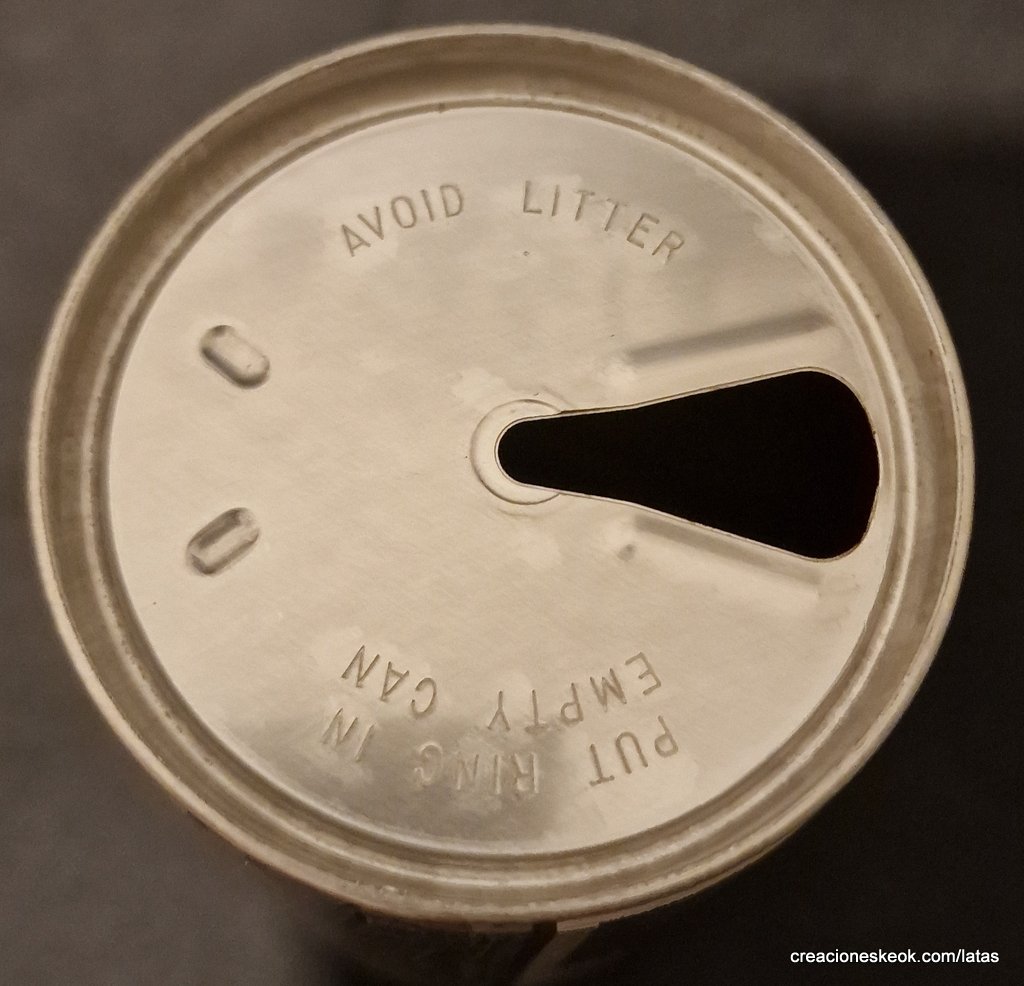 AVOID LITTER
PUT RING IN
EMPTY CAN
creacioneskeok.com/latas